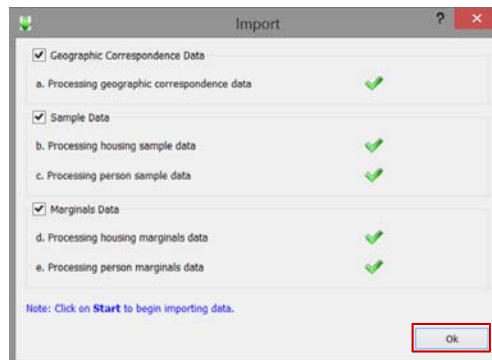 Import
?
×
Geographic Correspondence Data
a. Processing geographic correspondence data
Sample Data
b. Processing housing sample data
c. Processing person sample data
Marginals Data
d. Processing housing marginals data
e. Processing person marginals data
Note: Click on Start to begin importing data.
Ok